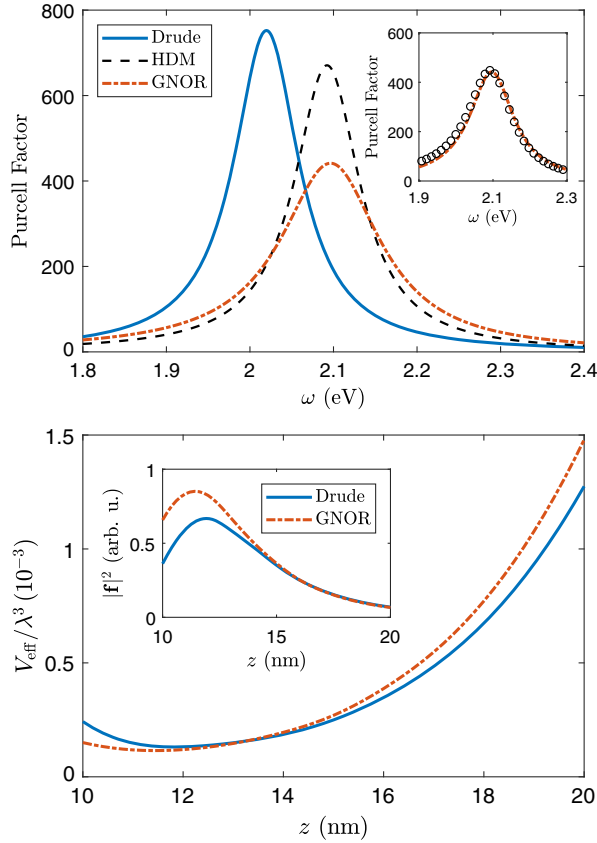 800
600
400
200
0
Purcell Factor
Drude
HDM
GNOR
600
400
200
0
Purcell Factor
1.9 2.1 2.3
ω (eV)
1.8 1.9 2 2.1 2.2 2.3 2.4
ω (eV)
1.5
1
0.5
0
V_eff/λ³ (10⁻³)
1
0.5
0
|f|² (arb. u.)
Drude
GNOR
10 15 20
z (nm)
10 12 14 16 18 20
z (nm)